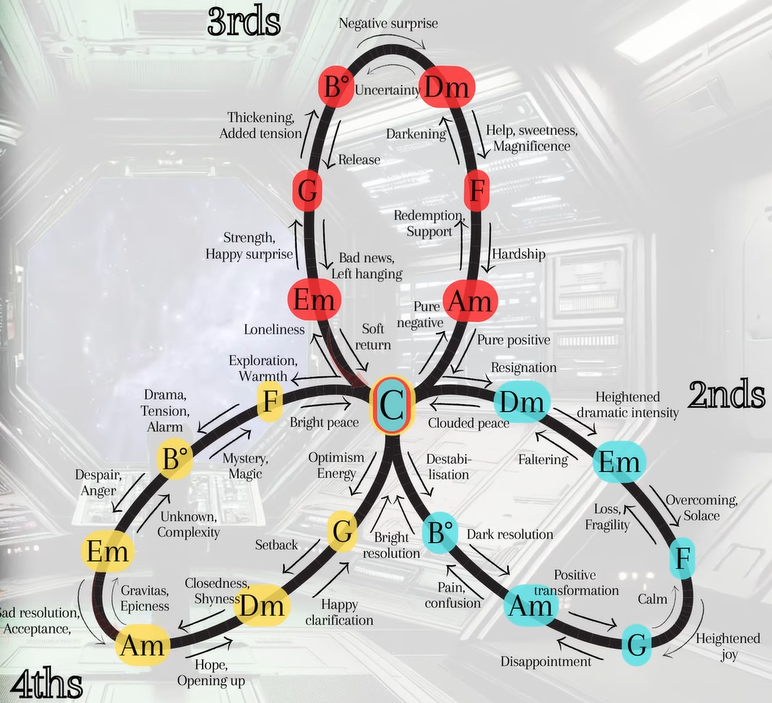 3rds
Negative surprise
B°
Uncertainty
Dm
Thickening,
Added tension
Darkening
Help, sweetness,
Magnificence
Release
G
F
Redemption,
Support
Strength,
Happy surprise
Bad news,
Left hanging
Hardship
Em
Am
Pure
negative
Loneliness
Soft
return
Pure positive
Exploration,
Warmth
Resignation
2nds
F
C
Dm
Drama,
Tension,
Alarm
Bright peace
Clouded peace
Heightened
dramatic intensity
B°
Mystery,
Magic
Optimism
Energy
Destabi-
lisation
Faltering
Em
Despair,
Anger
Unknown,
Complexity
Loss,
Fragility
Overcoming,
Solace
Em
Setback
G
Bright
resolution
B°
Dark resolution
F
Gravitas,
Epicness
Closedness,
Shyness
Dm
Happy
clarification
Pain,
confusion
Am
Positive
transformation
Calm
Sad resolution,
Acceptance,
Am
Hope,
Opening up
Disappointment
G
Heightened
joy
4ths